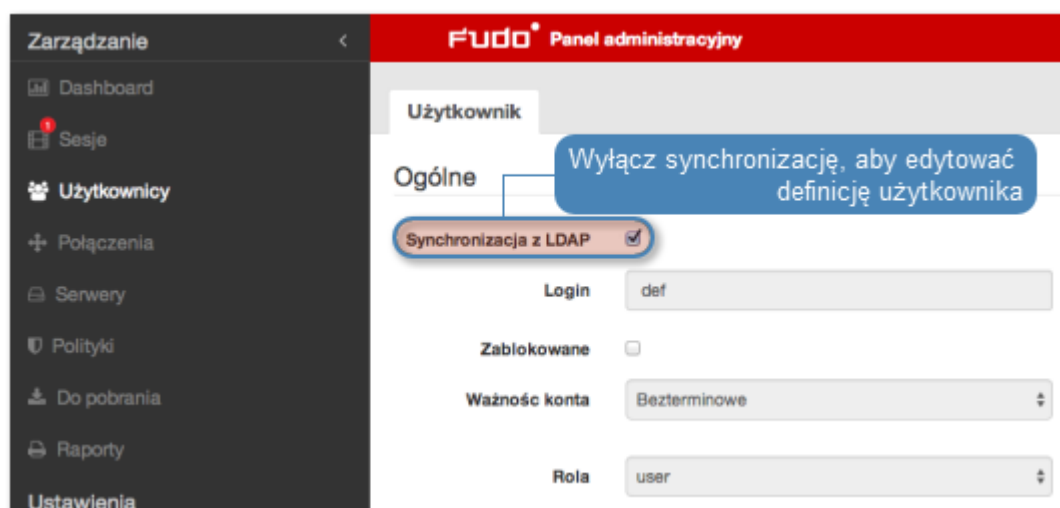 Zarządzanie
FUDO Panel administracyjny
Dashboard
Użytkownik
1
Sesje
Wyłącz synchronizację, aby edytować
definicję użytkownika
Ogólne
Użytkownicy
Połączenia
Synchronizacja z LDAP
Serwery
Login def
Polityki
Zablokowane
Do pobrania
Ważnośc konta Bezterminowe
Raporty
Rola user
Ustawienia